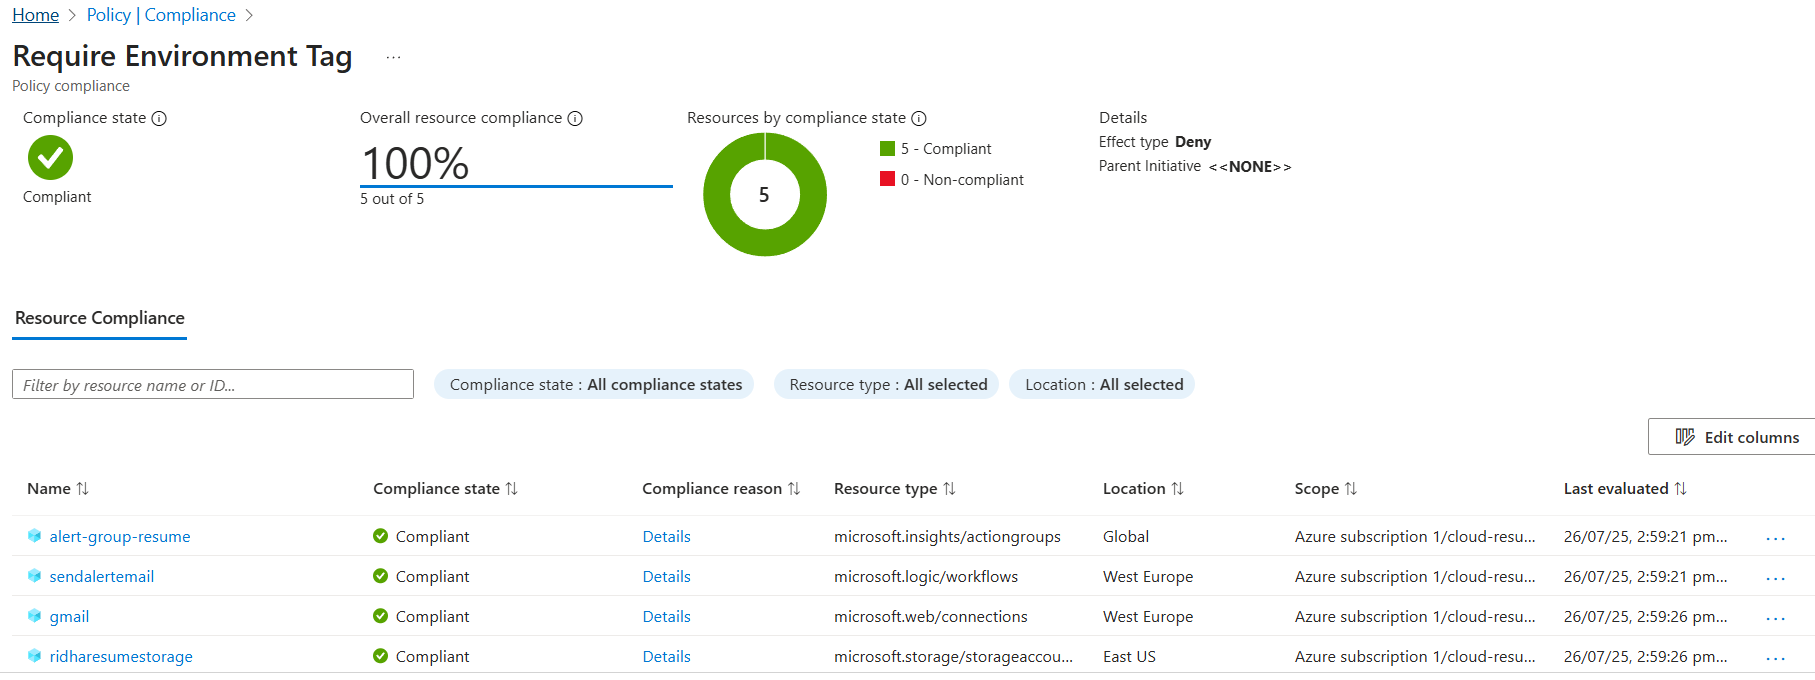 Home > Policy | Compliance >
Require Environment Tag ...
Policy compliance
Compliance state
Compliant
Overall resource compliance
100%
5 out of 5
Resources by compliance state
5
5 - Compliant
0 - Non-compliant
Details
Effect type Deny
Parent Initiative <<NONE>>
Resource Compliance
Filter by resource name or ID...
Compliance state : All compliance states
Resource type : All selected
Location : All selected
Edit columns
Name Compliance state Compliance reason Resource type Location Scope Last evaluated
alert-group-resume Compliant Details microsoft.insights/actiongroups Global Azure subscription 1/cloud-resu... 26/07/25, 2:59:21 pm... ...
sendalertemail Compliant Details microsoft.logic/workflows West Europe Azure subscription 1/cloud-resu... 26/07/25, 2:59:21 pm... ...
gmail Compliant Details microsoft.web/connections West Europe Azure subscription 1/cloud-resu... 26/07/25, 2:59:26 pm... ...
ridharesumestorage Compliant Details microsoft.storage/storageaccou... East US Azure subscription 1/cloud-resu... 26/07/25, 2:59:26 pm... ...